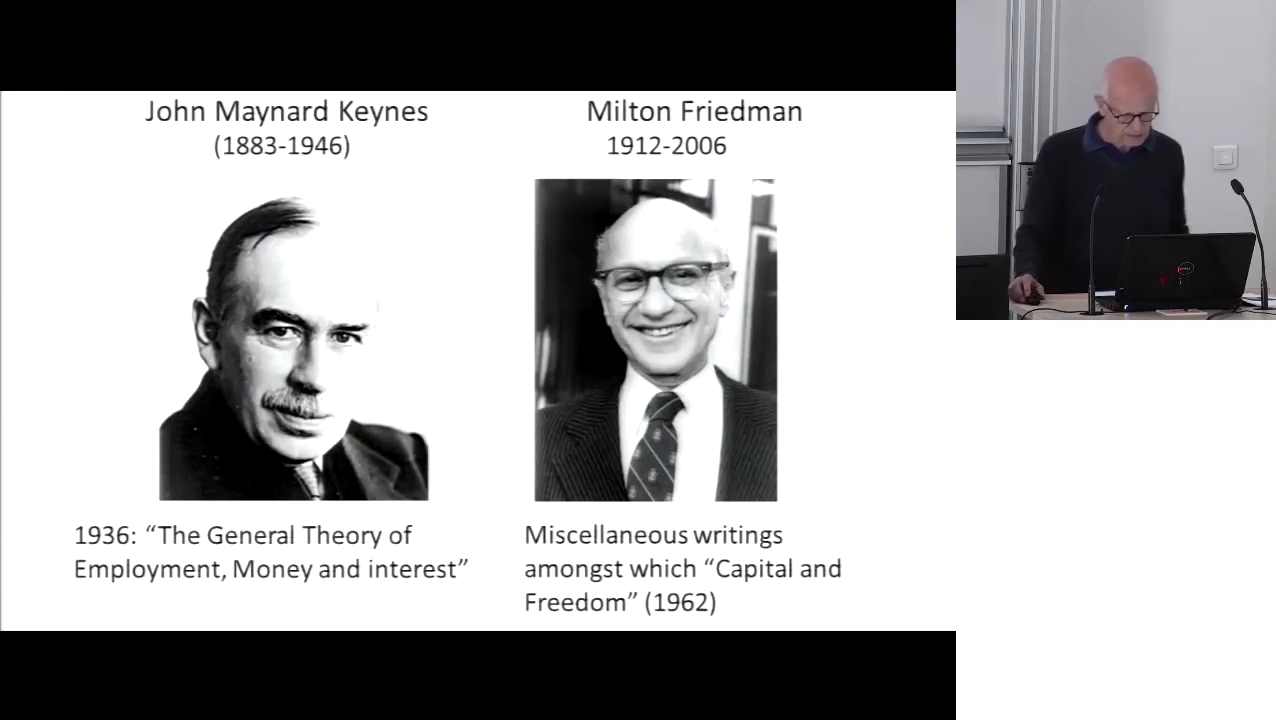 John Maynard Keynes
(1883-1946)
Milton Friedman
1912-2006
1936: “The General Theory of
Employment, Money and interest”
Miscellaneous writings
amongst which “Capital and
Freedom” (1962)
DELL